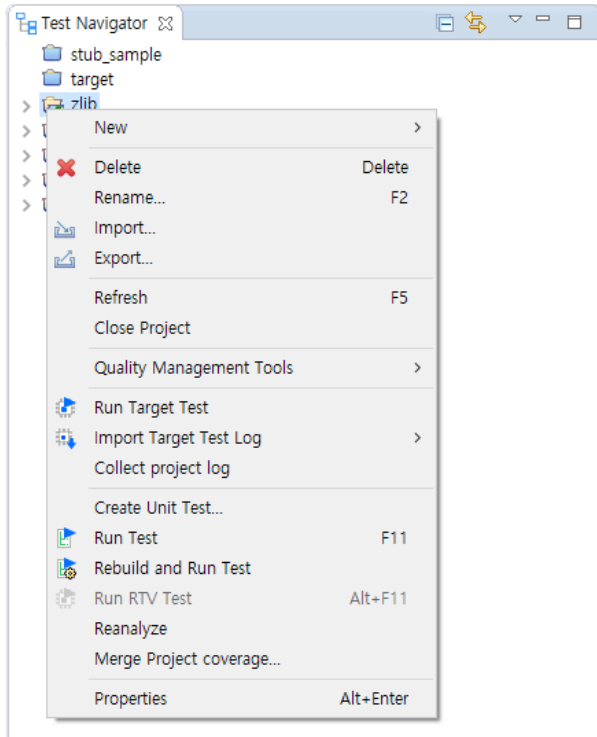 Test Navigator
stub_sample
target
zlib
New
Delete Delete
Rename... F2
Import...
Export...
Refresh F5
Close Project
Quality Management Tools
Run Target Test
Import Target Test Log
Collect project log
Create Unit Test...
Run Test F11
Rebuild and Run Test
Run RTV Test Alt+F11
Reanalyze
Merge Project coverage...
Properties Alt+Enter